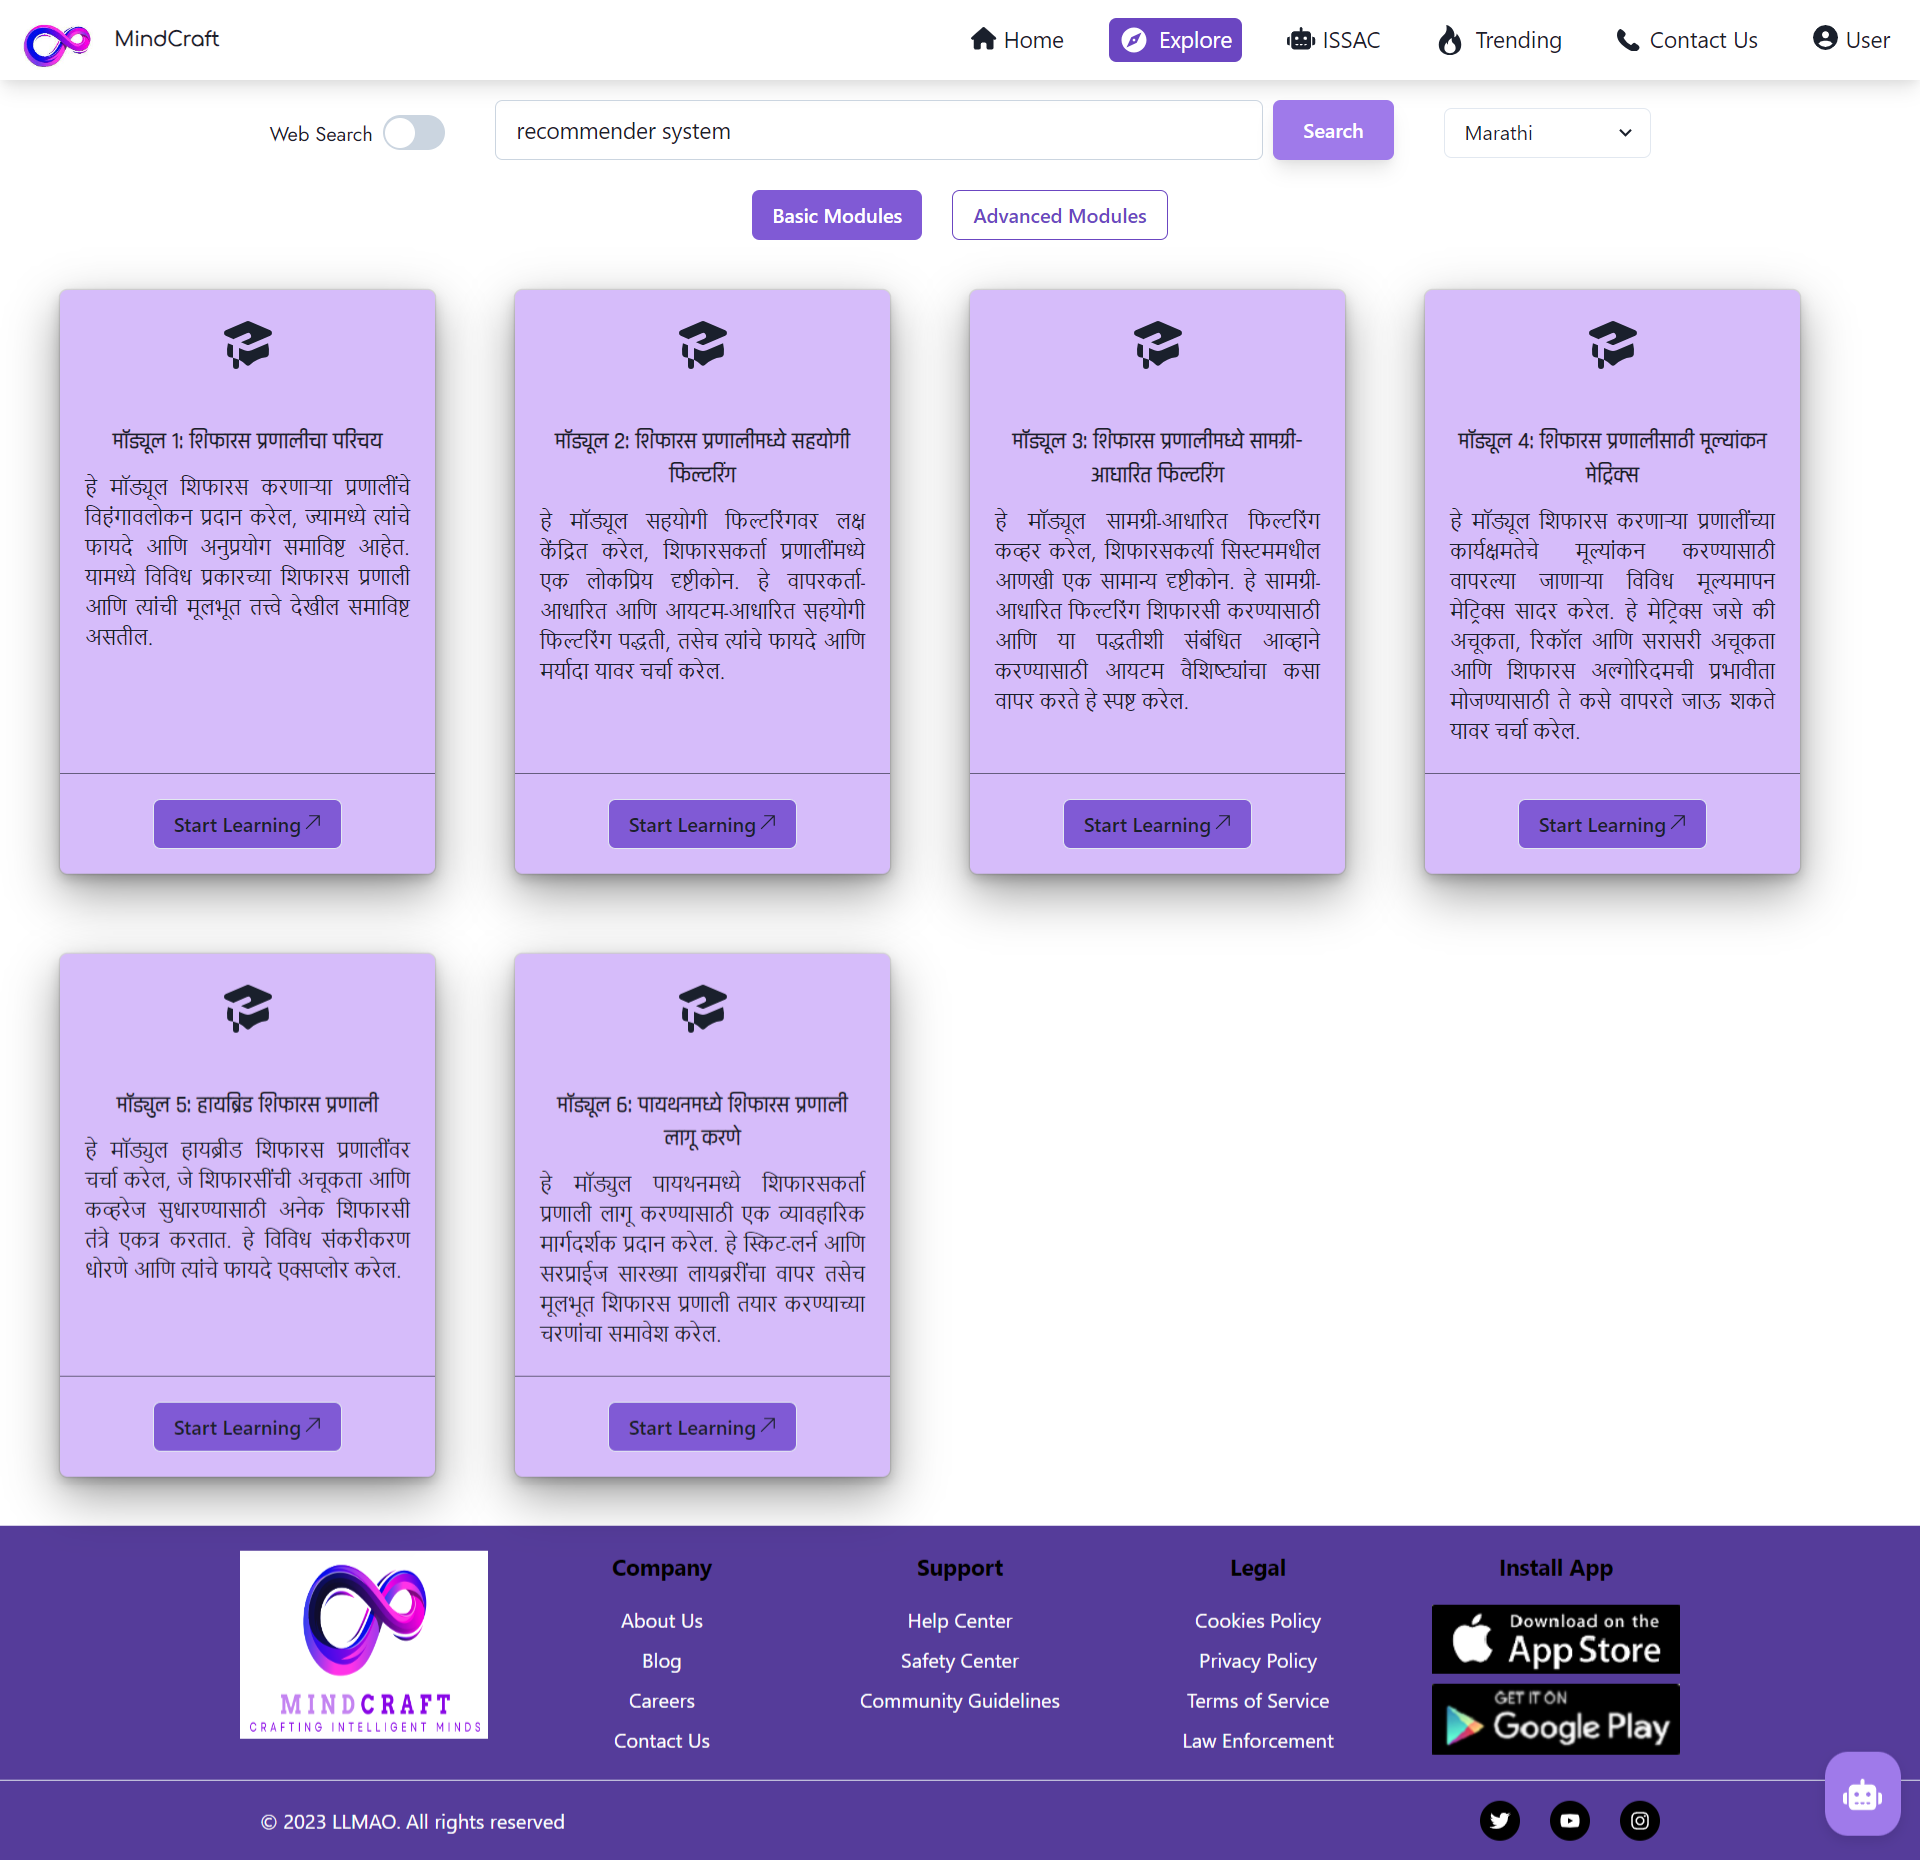 MindCraft
Home
Explore
ISSAC
Trending
Contact Us
User
Web Search
recommender system
Search
Marathi
Basic Modules
Advanced Modules
मॉड्यूल 1: शिफारस प्रणालीचा परिचय
हे मॉड्यूल शिफारस करणाऱ्या प्रणालींचे
विहंगावलोकन प्रदान करेल, ज्यामध्ये त्यांचे
फायदे आणि अनुप्रयोग समाविष्ट आहेत.
यामध्ये विविध प्रकारच्या शिफारस प्रणाली
आणि त्यांची मूलभूत तत्त्वे देखील समाविष्ट
असतील.
Start Learning
मॉड्यूल 2: शिफारस प्रणालीमध्ये सहयोगी
फिल्टरिंग
हे मॉड्यूल सहयोगी फिल्टरिंगवर लक्ष
केंद्रित करेल, शिफारसकर्ता प्रणालींमध्ये
एक लोकप्रिय दृष्टीकोन. हे वापरकर्ता-
आधारित आणि आयटम-आधारित सहयोगी
फिल्टरिंग पद्धती, तसेच त्यांचे फायदे आणि
मर्यादा यावर चर्चा करेल.
Start Learning
मॉड्यूल 3: शिफारस प्रणालीमध्ये सामग्री-
आधारित फिल्टरिंग
हे मॉड्यूल सामग्री-आधारित फिल्टरिंग
कव्हर करेल, शिफारसकर्त्या सिस्टममधील
आणखी एक सामान्य दृष्टीकोन. हे सामग्री-
आधारित फिल्टरिंग शिफारसी करण्यासाठी
आणि या पद्धतीशी संबंधित आव्हाने
करण्यासाठी आयटम वैशिष्ट्यांचा कसा
वापर करते हे स्पष्ट करेल.
Start Learning
मॉड्यूल 4: शिफारस प्रणालीसाठी मूल्यांकन
मेट्रिक्स
हे मॉड्यूल शिफारस करणाऱ्या प्रणालींच्या
कार्यक्षमतेचे मूल्यांकन करण्यासाठी
वापरल्या जाणाऱ्या विविध मूल्यमापन
मेट्रिक्स सादर करेल. हे मेट्रिक्स जसे की
अचूकता, रिकॉल आणि सरासरी अचूकता
आणि शिफारस अल्गोरिदमची प्रभावीता
मोजण्यासाठी ते कसे वापरले जाऊ शकते
यावर चर्चा करेल.
Start Learning
मॉड्युल 5: हायब्रिड शिफारस प्रणाली
हे मॉड्युल हायब्रीड शिफारस प्रणालींवर
चर्चा करेल, जे शिफारसींची अचूकता आणि
कव्हरेज सुधारण्यासाठी अनेक शिफारसी
तंत्रे एकत्र करतात. हे विविध संकरीकरण
धोरणे आणि त्यांचे फायदे एक्सप्लोर करेल.
Start Learning
मॉड्यूल 6: पायथनमध्ये शिफारस प्रणाली
लागू करणे
हे मॉड्युल पायथनमध्ये शिफारसकर्ता
प्रणाली लागू करण्यासाठी एक व्यावहारिक
मार्गदर्शक प्रदान करेल. हे स्किट-लर्न आणि
सरप्राईज सारख्या लायब्ररींचा वापर तसेच
मूलभूत शिफारस प्रणाली तयार करण्याच्या
चरणांचा समावेश करेल.
Start Learning
MINDCRAFT
CRAFTING INTELLIGENT MINDS
Company
About Us
Blog
Careers
Contact Us
Support
Help Center
Safety Center
Community Guidelines
Legal
Cookies Policy
Privacy Policy
Terms of Service
Law Enforcement
Install App
Download on the
App Store
GET IT ON
Google Play
© 2023 LLMAO. All rights reserved